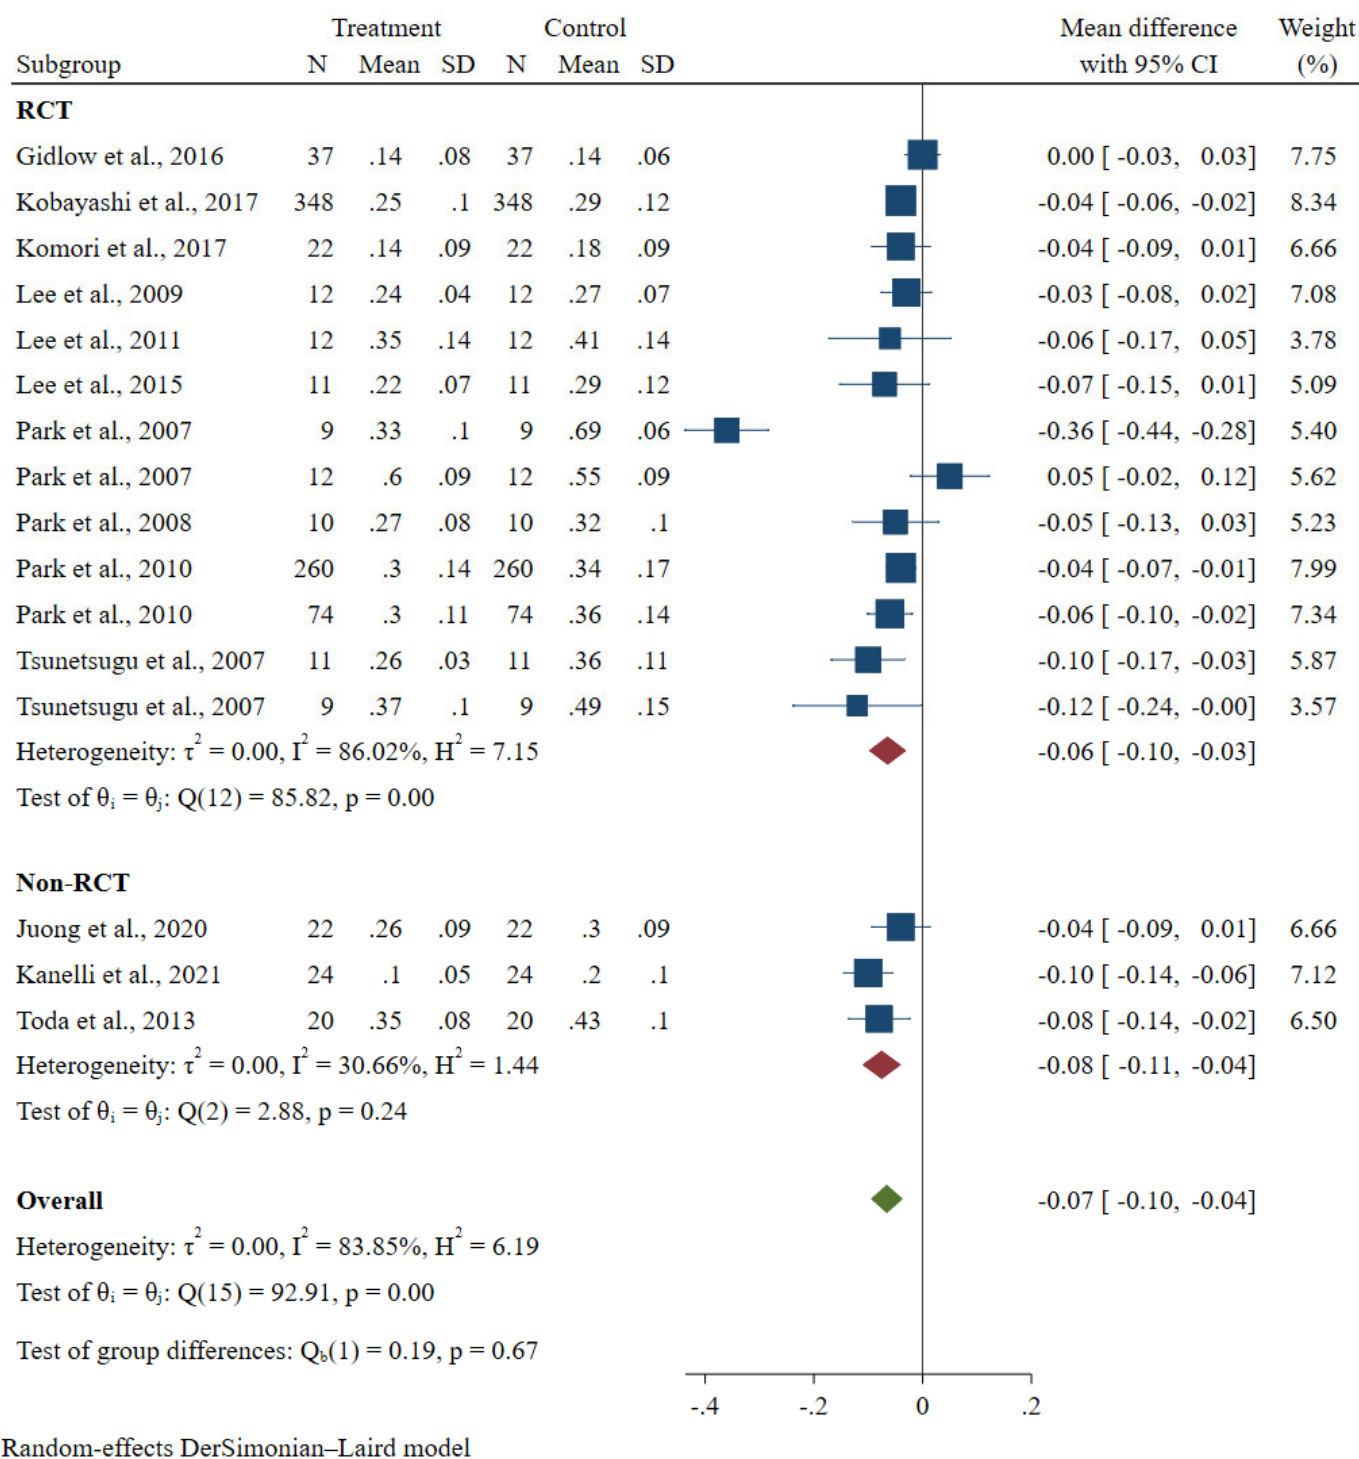 Treatment Control Mean difference Weight
Subgroup N Mean SD N Mean SD with 95% CI (%)
RCT
Gidlow et al., 2016 37 .14 .08 37 .14 .06 0.00 [ -0.03, 0.03] 7.75
Kobayashi et al., 2017 348 .25 .1 348 .29 .12 -0.04 [ -0.06, -0.02] 8.34
Komori et al., 2017 22 .14 .09 22 .18 .09 -0.04 [ -0.09, 0.01] 6.66
Lee et al., 2009 12 .24 .04 12 .27 .07 -0.03 [ -0.08, 0.02] 7.08
Lee et al., 2011 12 .35 .14 12 .41 .14 -0.06 [ -0.17, 0.05] 3.78
Lee et al., 2015 11 .22 .07 11 .29 .12 -0.07 [ -0.15, 0.01] 5.09
Park et al., 2007 9 .33 .1 9 .69 .06 -0.36 [ -0.44, -0.28] 5.40
Park et al., 2007 12 .6 .09 12 .55 .09 0.05 [ -0.02, 0.12] 5.62
Park et al., 2008 10 .27 .08 10 .32 .1 -0.05 [ -0.13, 0.03] 5.23
Park et al., 2010 260 .3 .14 260 .34 .17 -0.04 [ -0.07, -0.01] 7.99
Park et al., 2010 74 .3 .11 74 .36 .14 -0.06 [ -0.10, -0.02] 7.34
Tsunetsugu et al., 2007 11 .26 .03 11 .36 .11 -0.10 [ -0.17, -0.03] 5.87
Tsunetsugu et al., 2007 9 .37 .1 9 .49 .15 -0.12 [ -0.24, -0.00] 3.57
Heterogeneity: τ² = 0.00, I² = 86.02%, H² = 7.15 -0.06 [ -0.10, -0.03]
Test of θᵢ = θⱼ: Q(12) = 85.82, p = 0.00
Non-RCT
Juong et al., 2020 22 .26 .09 22 .3 .09 -0.04 [ -0.09, 0.01] 6.66
Kanelli et al., 2021 24 .1 .05 24 .2 .1 -0.10 [ -0.14, -0.06] 7.12
Toda et al., 2013 20 .35 .08 20 .43 .1 -0.08 [ -0.14, -0.02] 6.50
Heterogeneity: τ² = 0.00, I² = 30.66%, H² = 1.44 -0.08 [ -0.11, -0.04]
Test of θᵢ = θⱼ: Q(2) = 2.88, p = 0.24
Overall -0.07 [ -0.10, -0.04]
Heterogeneity: τ² = 0.00, I² = 83.85%, H² = 6.19
Test of θᵢ = θⱼ: Q(15) = 92.91, p = 0.00
Test of group differences: Q_b(1) = 0.19, p = 0.67
-.4 -.2 0 .2
Random-effects DerSimonian–Laird model